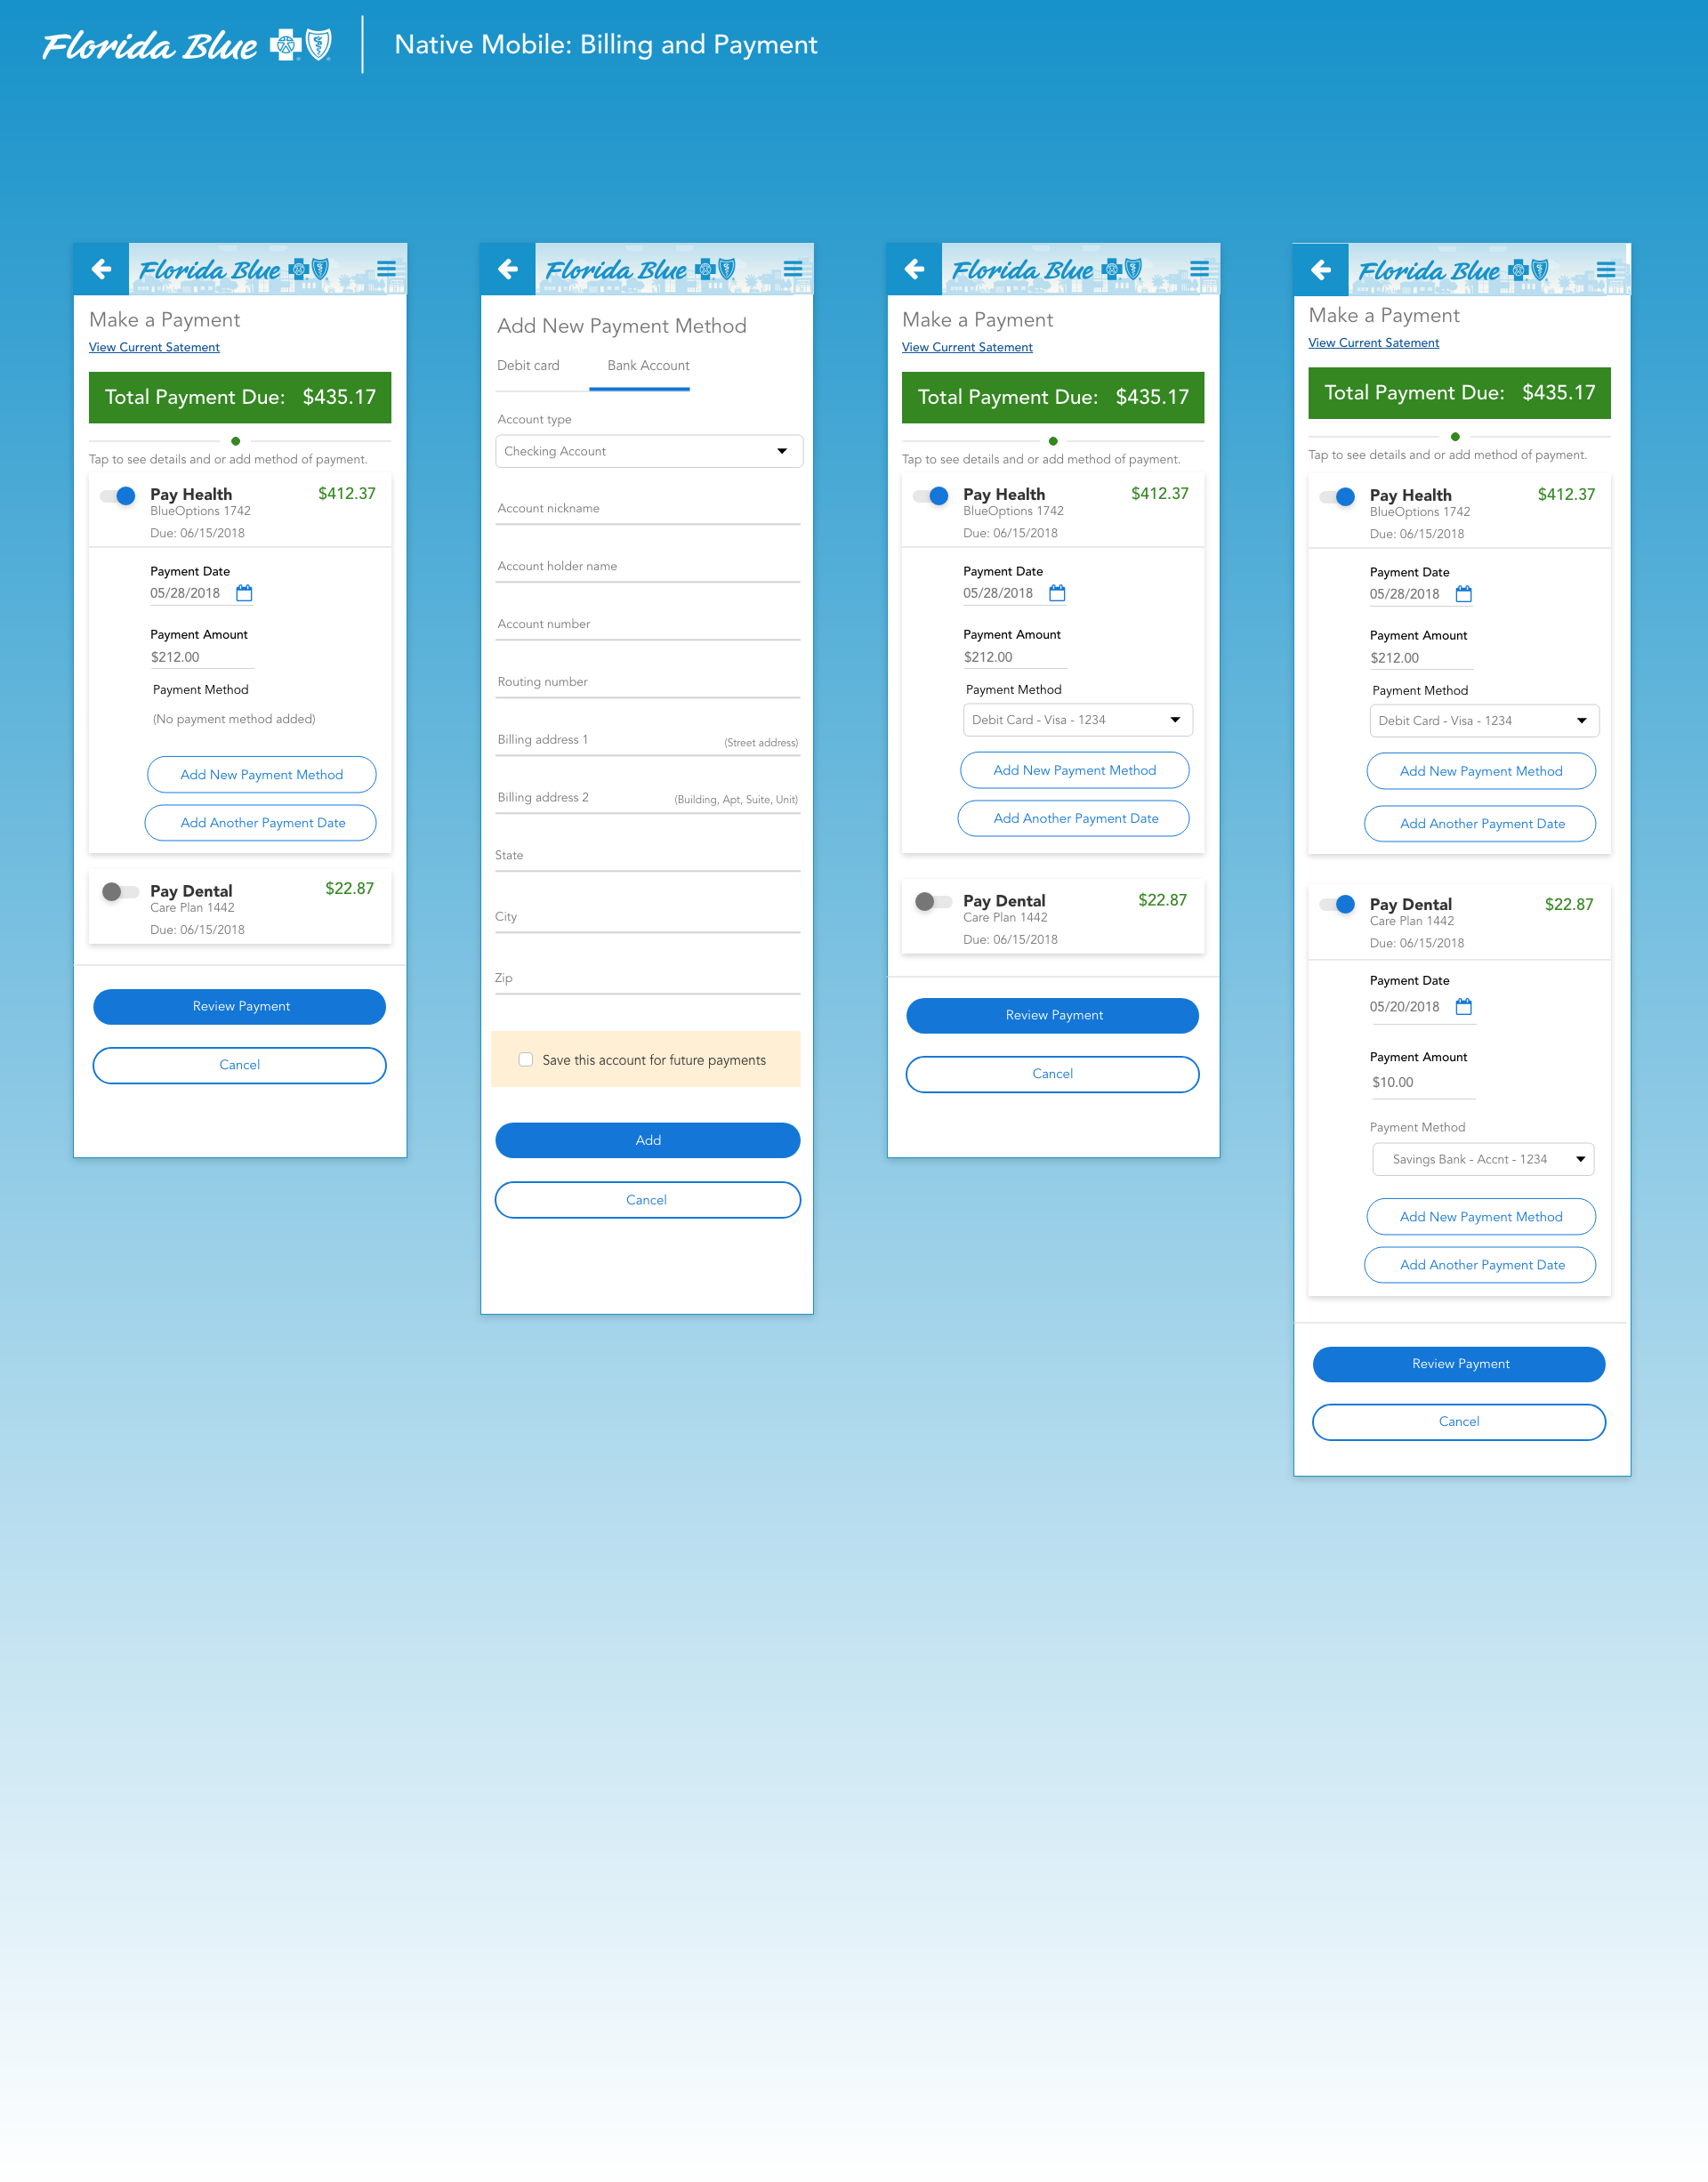 Florida Blue
Native Mobile: Billing and Payment
Florida Blue
Make a Payment
View Current Satement
Total Payment Due: $435.17
Tap to see details and or add method of payment.
Pay Health $412.37
BlueOptions 1742
Due: 06/15/2018
Payment Date
05/28/2018
Payment Amount
$212.00
Payment Method
(No payment method added)
Add New Payment Method
Add Another Payment Date
Pay Dental $22.87
Care Plan 1442
Due: 06/15/2018
Review Payment
Cancel
Florida Blue
Add New Payment Method
Debit card Bank Account
Account type
Checking Account
Account nickname
Account holder name
Account number
Routing number
Billing address 1 (Street address)
Billing address 2 (Building, Apt, Suite, Unit)
State
City
Zip
Save this account for future payments
Add
Cancel
Florida Blue
Make a Payment
View Current Satement
Total Payment Due: $435.17
Tap to see details and or add method of payment.
Pay Health $412.37
BlueOptions 1742
Due: 06/15/2018
Payment Date
05/28/2018
Payment Amount
$212.00
Payment Method
Debit Card - Visa - 1234
Add New Payment Method
Add Another Payment Date
Pay Dental $22.87
Care Plan 1442
Due: 06/15/2018
Review Payment
Cancel
Florida Blue
Make a Payment
View Current Satement
Total Payment Due: $435.17
Tap to see details and or add method of payment.
Pay Health $412.37
BlueOptions 1742
Due: 06/15/2018
Payment Date
05/28/2018
Payment Amount
$212.00
Payment Method
Debit Card - Visa - 1234
Add New Payment Method
Add Another Payment Date
Pay Dental $22.87
Care Plan 1442
Due: 06/15/2018
Payment Date
05/20/2018
Payment Amount
$10.00
Payment Method
Savings Bank - Accnt - 1234
Add New Payment Method
Add Another Payment Date
Review Payment
Cancel